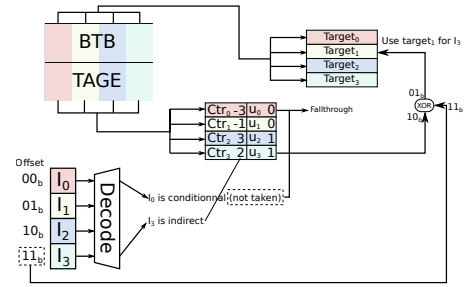 BTB
TAGE
Target0
Target1
Target2
Target3
Use target1 for I3
01b
XOR
10b
11b
Ctr0 -3 u0 0
Ctr1 -1 u1 0
Ctr2 3 u2 1
Ctr3 2 u3 1
Fallthrough
Offset
00b I0
01b I1
10b I2
11b I3
Decode
I0 is conditionnal (not taken)
I3 is indirect